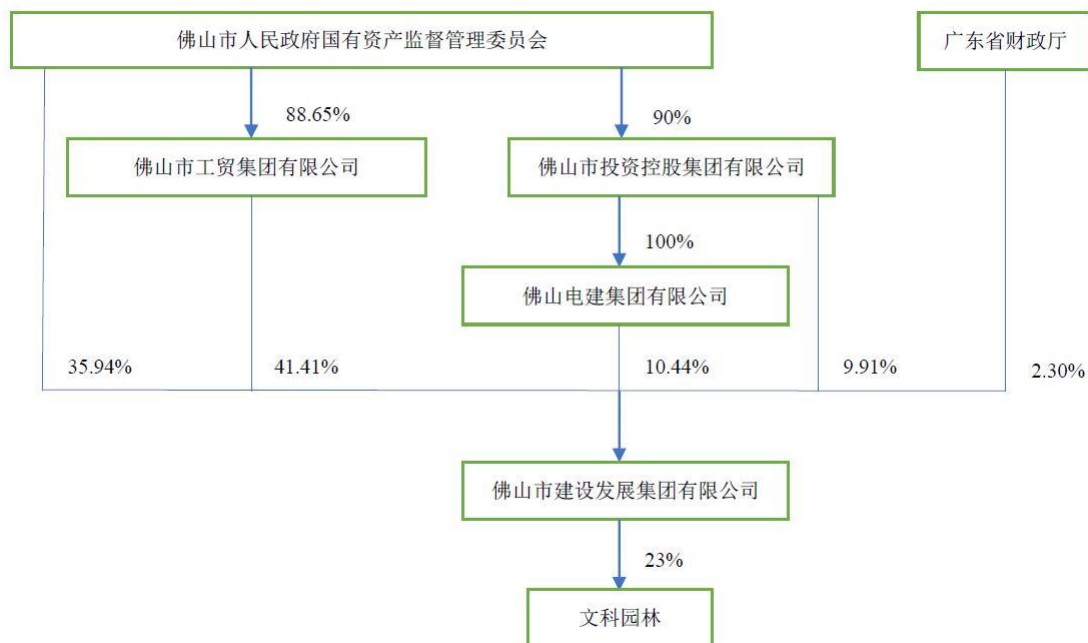 佛山市人民政府国有资产监督管理委员会
广东省财政厅
88.65%
90%
佛山市工贸集团有限公司
佛山市投资控股集团有限公司
100%
佛山电建集团有限公司
35.94%
41.41%
10.44%
9.91%
2.30%
佛山市建设发展集团有限公司
23%
文科园林